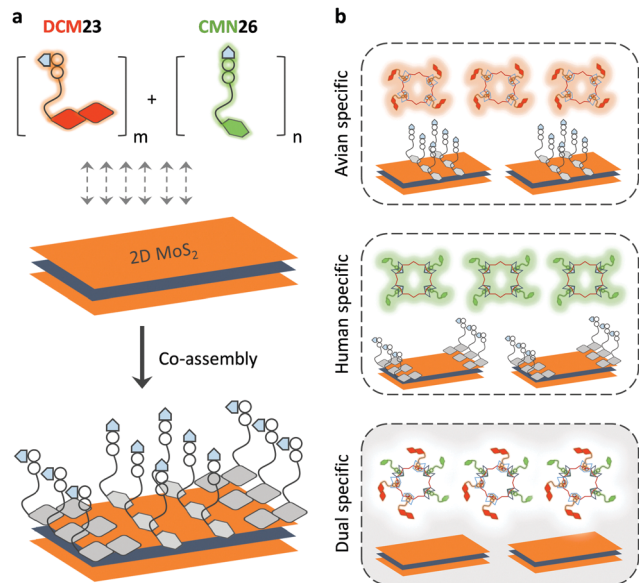 a
DCM23
CMN26
m
+
n
2D MoS₂
Co-assembly
b
Avian specific
Human specific
Dual specific